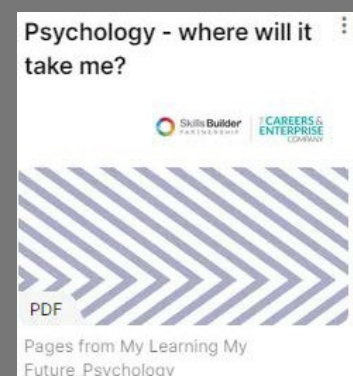 Psychology - where will it
take me?
Skills Builder
PARTNERSHIP
THE CAREERS &
ENTERPRISE
COMPANY
PDF
Pages from My Learning My
Future_Psychology